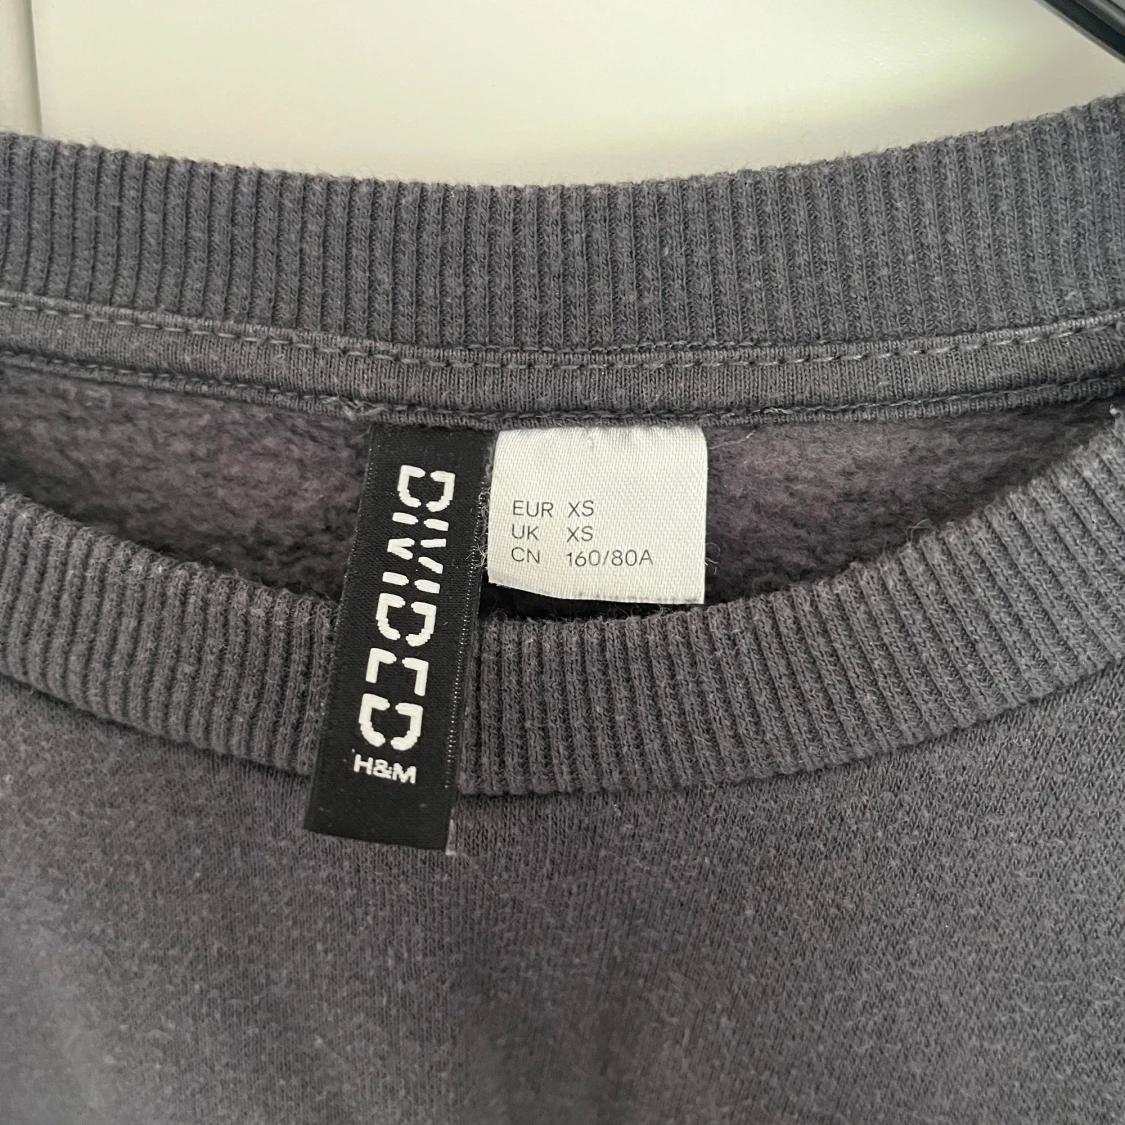 DIVIDED
H&M
EUR XS
UK XS
CN 160/80A